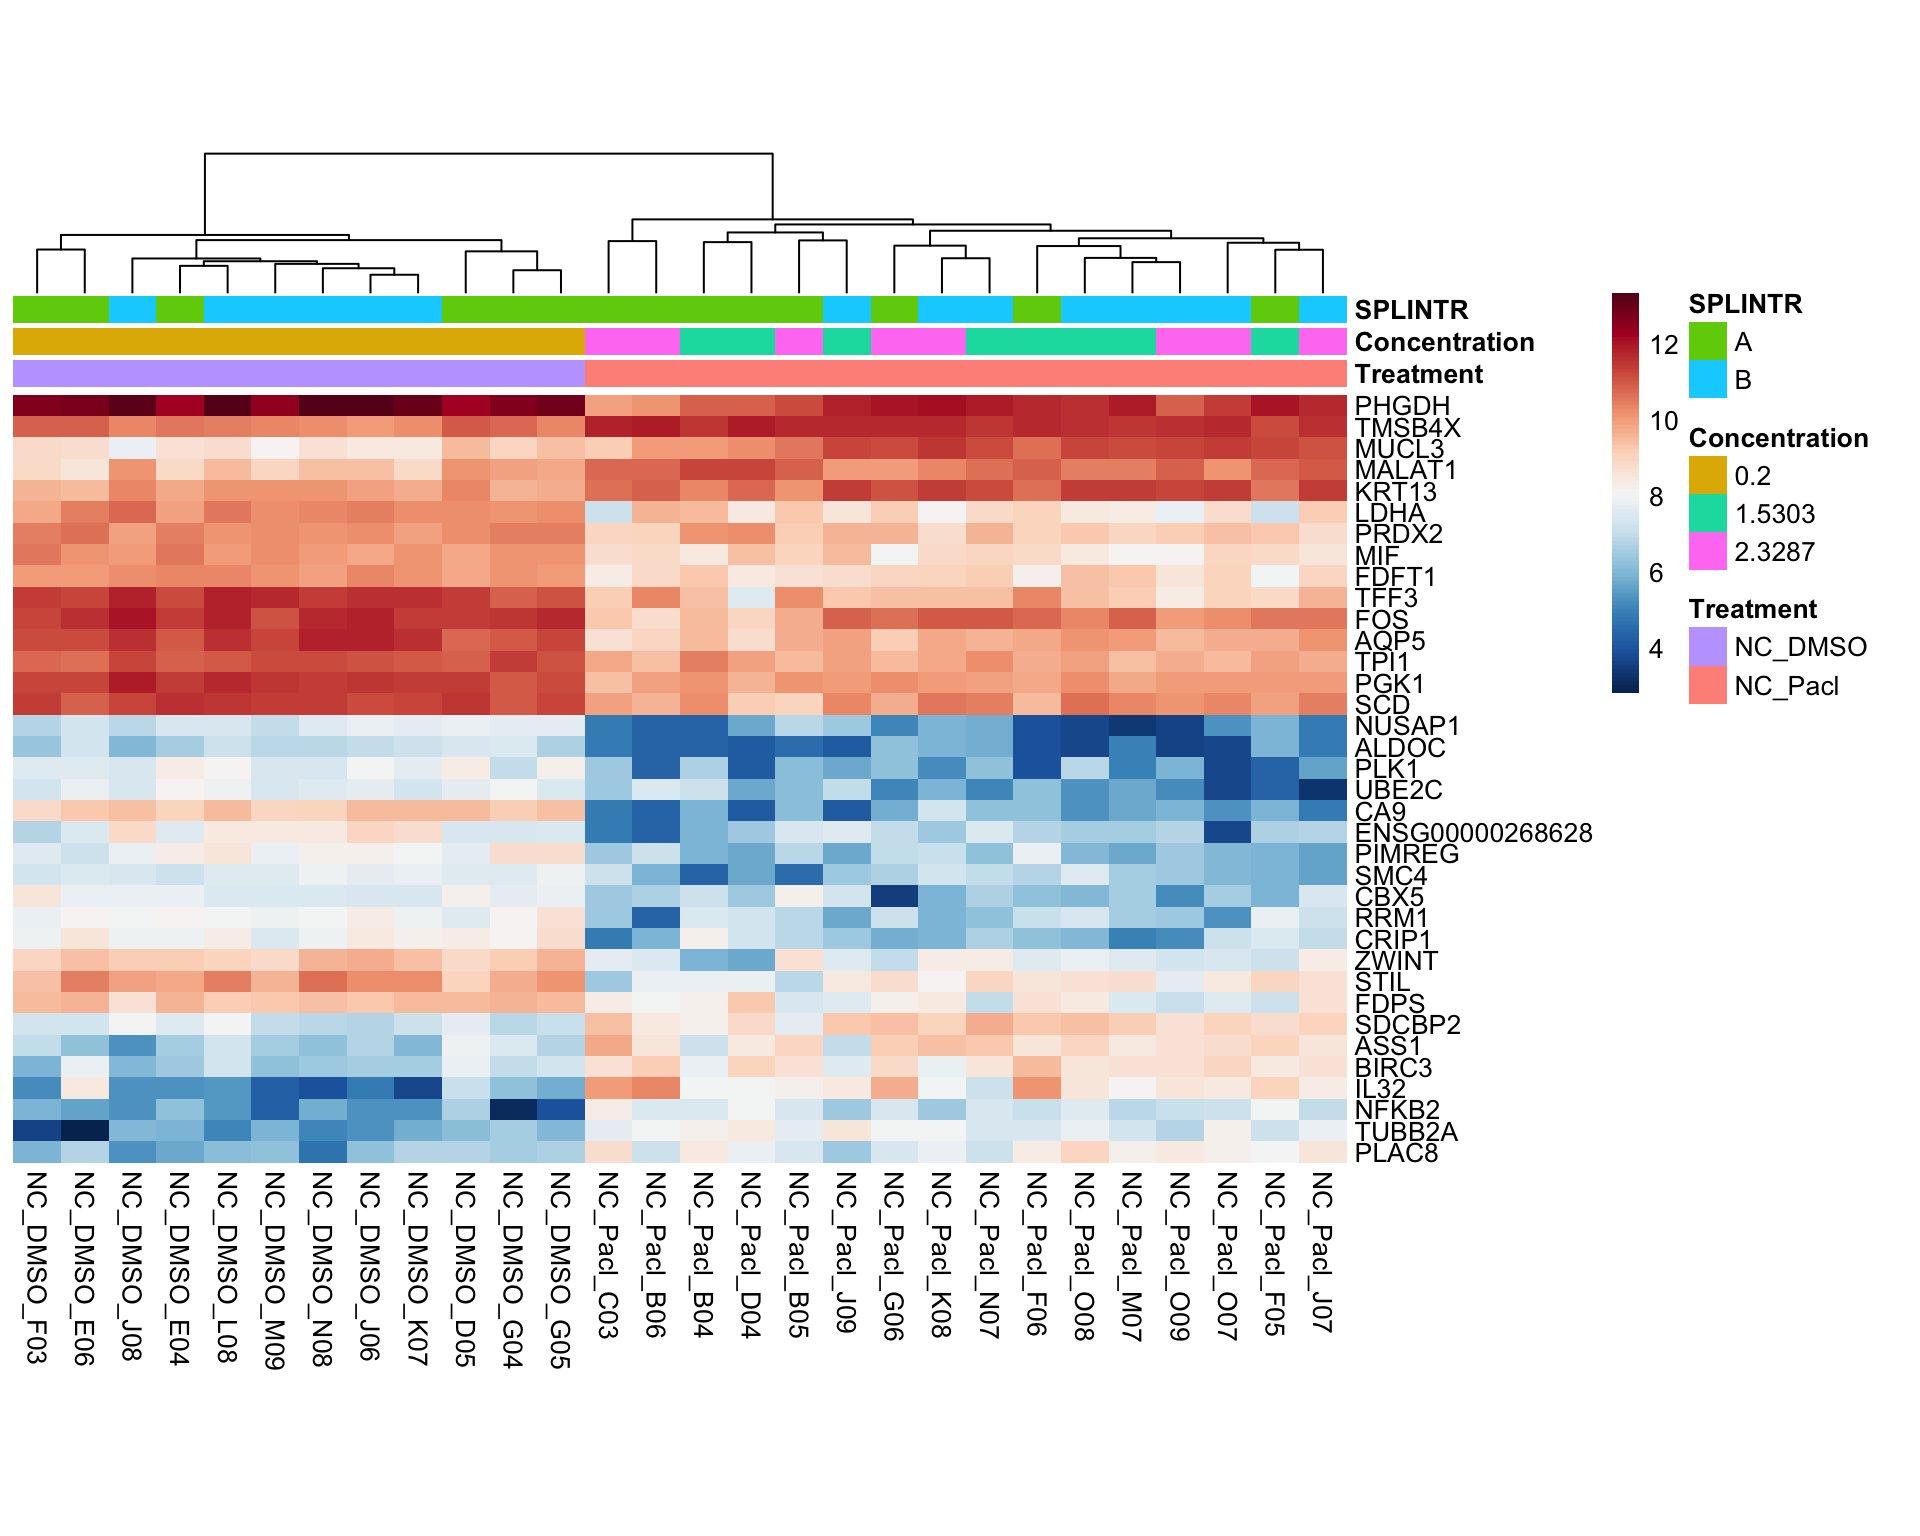 SPLINTR
Concentration
Treatment
PHGDH
TMSB4X
MUCL3
MALAT1
KRT13
LDHA
PRDX2
MIF
FDFT1
TFF3
FOS
AQP5
TPI1
PGK1
SCD
NUSAP1
ALDOC
PLK1
UBE2C
CA9
ENSG00000268628
PIMREG
SMC4
CBX5
RRM1
CRIP1
ZWINT
STIL
FDPS
SDCBP2
ASS1
BIRC3
IL32
NFKB2
TUBB2A
PLAC8
NC_DMSO_F03
NC_DMSO_E06
NC_DMSO_J08
NC_DMSO_E04
NC_DMSO_L08
NC_DMSO_M09
NC_DMSO_N08
NC_DMSO_J06
NC_DMSO_K07
NC_DMSO_D05
NC_DMSO_G04
NC_DMSO_G05
NC_Pacl_C03
NC_Pacl_B06
NC_Pacl_B04
NC_Pacl_D04
NC_Pacl_B05
NC_Pacl_J09
NC_Pacl_G06
NC_Pacl_K08
NC_Pacl_N07
NC_Pacl_F06
NC_Pacl_O08
NC_Pacl_M07
NC_Pacl_O09
NC_Pacl_O07
NC_Pacl_F05
NC_Pacl_J07
12
10
8
6
4
SPLINTR
A
B
Concentration
0.2
1.5303
2.3287
Treatment
NC_DMSO
NC_Pacl